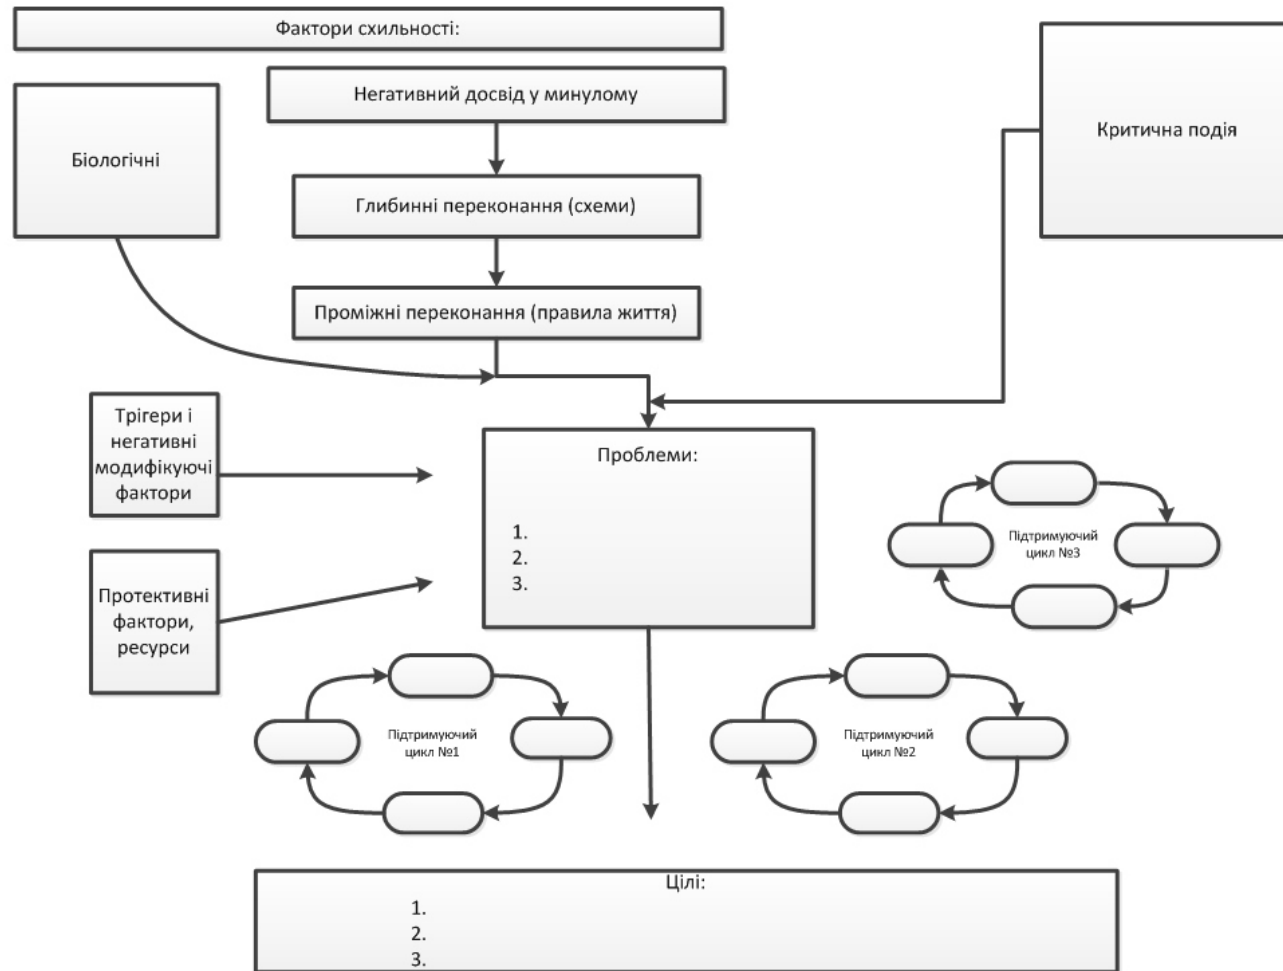 Фактори схильності:
Негативний досвід у минулому
Біологічні
Критична подія
Глибинні переконання (схеми)
Проміжні переконання (правила життя)
Трігери і
негативні
модифікуючі
фактори
Проблеми:
1.
2.
3.
Підтримуючий
цикл №3
Протективні
фактори,
ресурси
Підтримуючий
цикл №1
Підтримуючий
цикл №2
Цілі:
1.
2.
3.